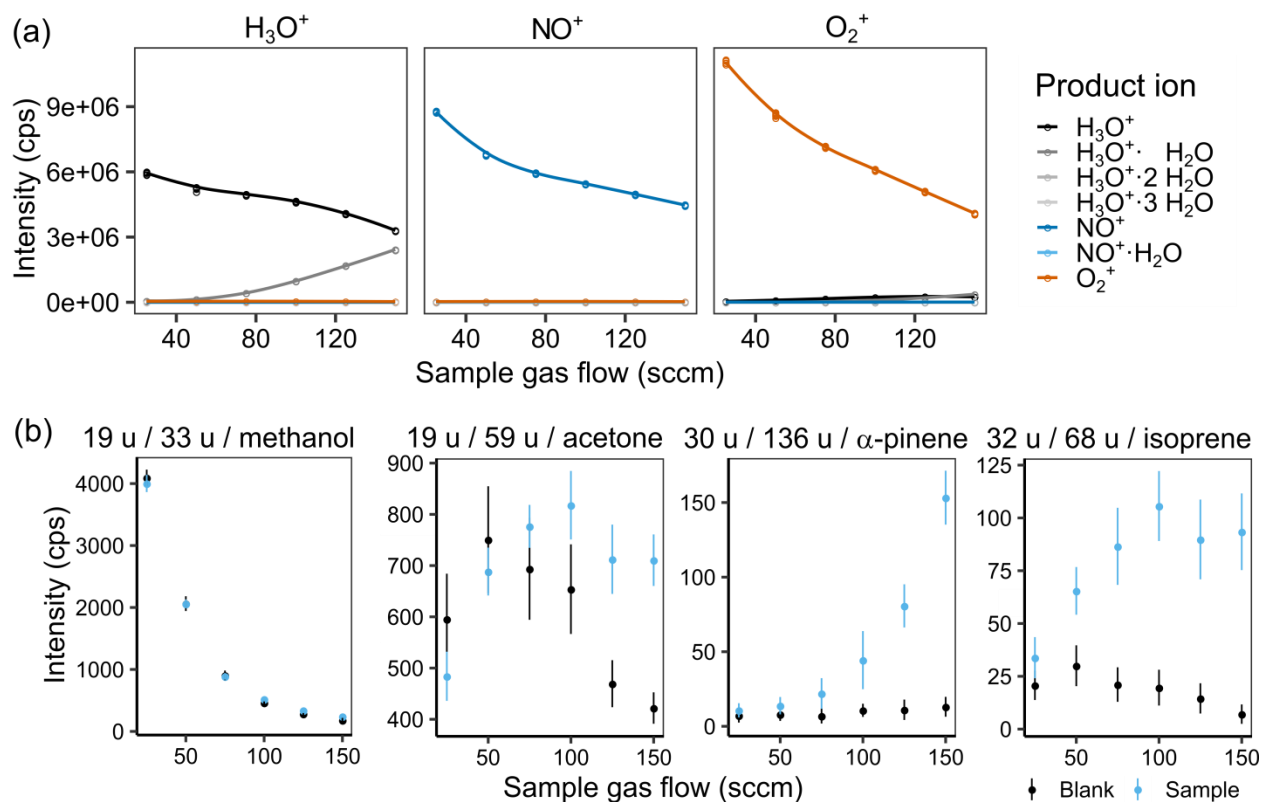 (a)
H₃O⁺ NO⁺ O₂⁺
Intensity (cps)
9e+06
6e+06
3e+06
0e+00
40 80 120 40 80 120 40 80 120
Sample gas flow (sccm)
Product ion
H₃O⁺
H₃O⁺· H₂O
H₃O⁺·2 H₂O
H₃O⁺·3 H₂O
NO⁺
NO⁺·H₂O
O₂⁺
(b)
19 u / 33 u / methanol 19 u / 59 u / acetone 30 u / 136 u / α-pinene 32 u / 68 u / isoprene
Intensity (cps)
4000
3000
2000
1000
0
900
800
700
600
500
400
150
100
50
0
125
100
75
50
25
0
50 100 150 50 100 150 50 100 150 50 100 150
Sample gas flow (sccm)
Blank Sample